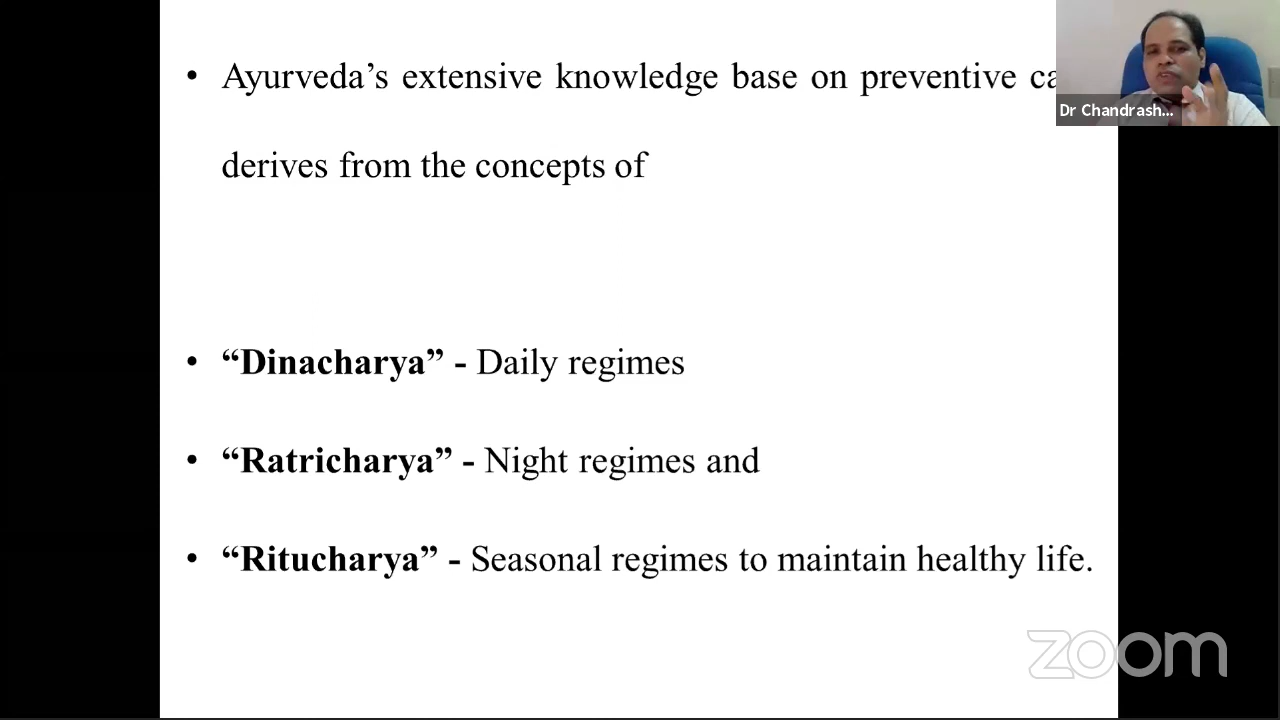 • Ayurveda’s extensive knowledge base on preventive ca
derives from the concepts of
• “Dinacharya” - Daily regimes
• “Ratricharya” - Night regimes and
• “Ritucharya” - Seasonal regimes to maintain healthy life.
Dr Chandrash...
zoom